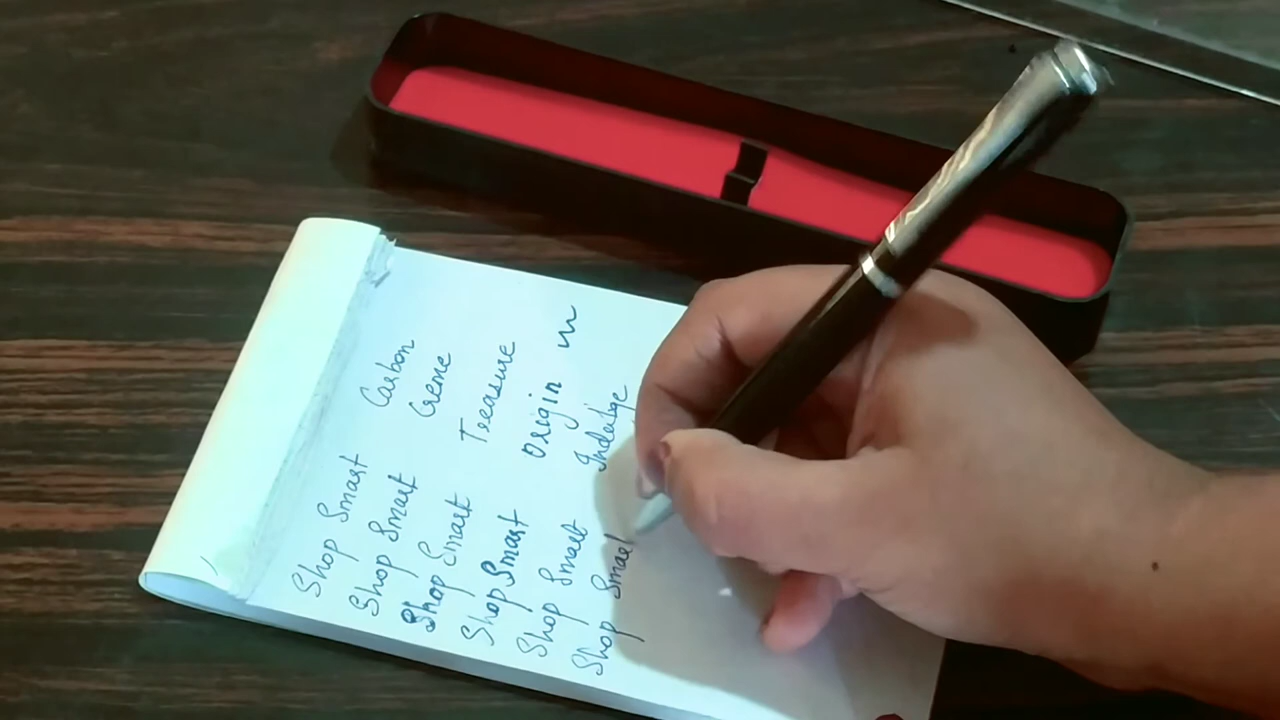 Shop Smart Carbon
Shop Smart Creme
Shop Smart Treasure
Shop Smart Origin
Shop Smart Indulge
Shop Smart